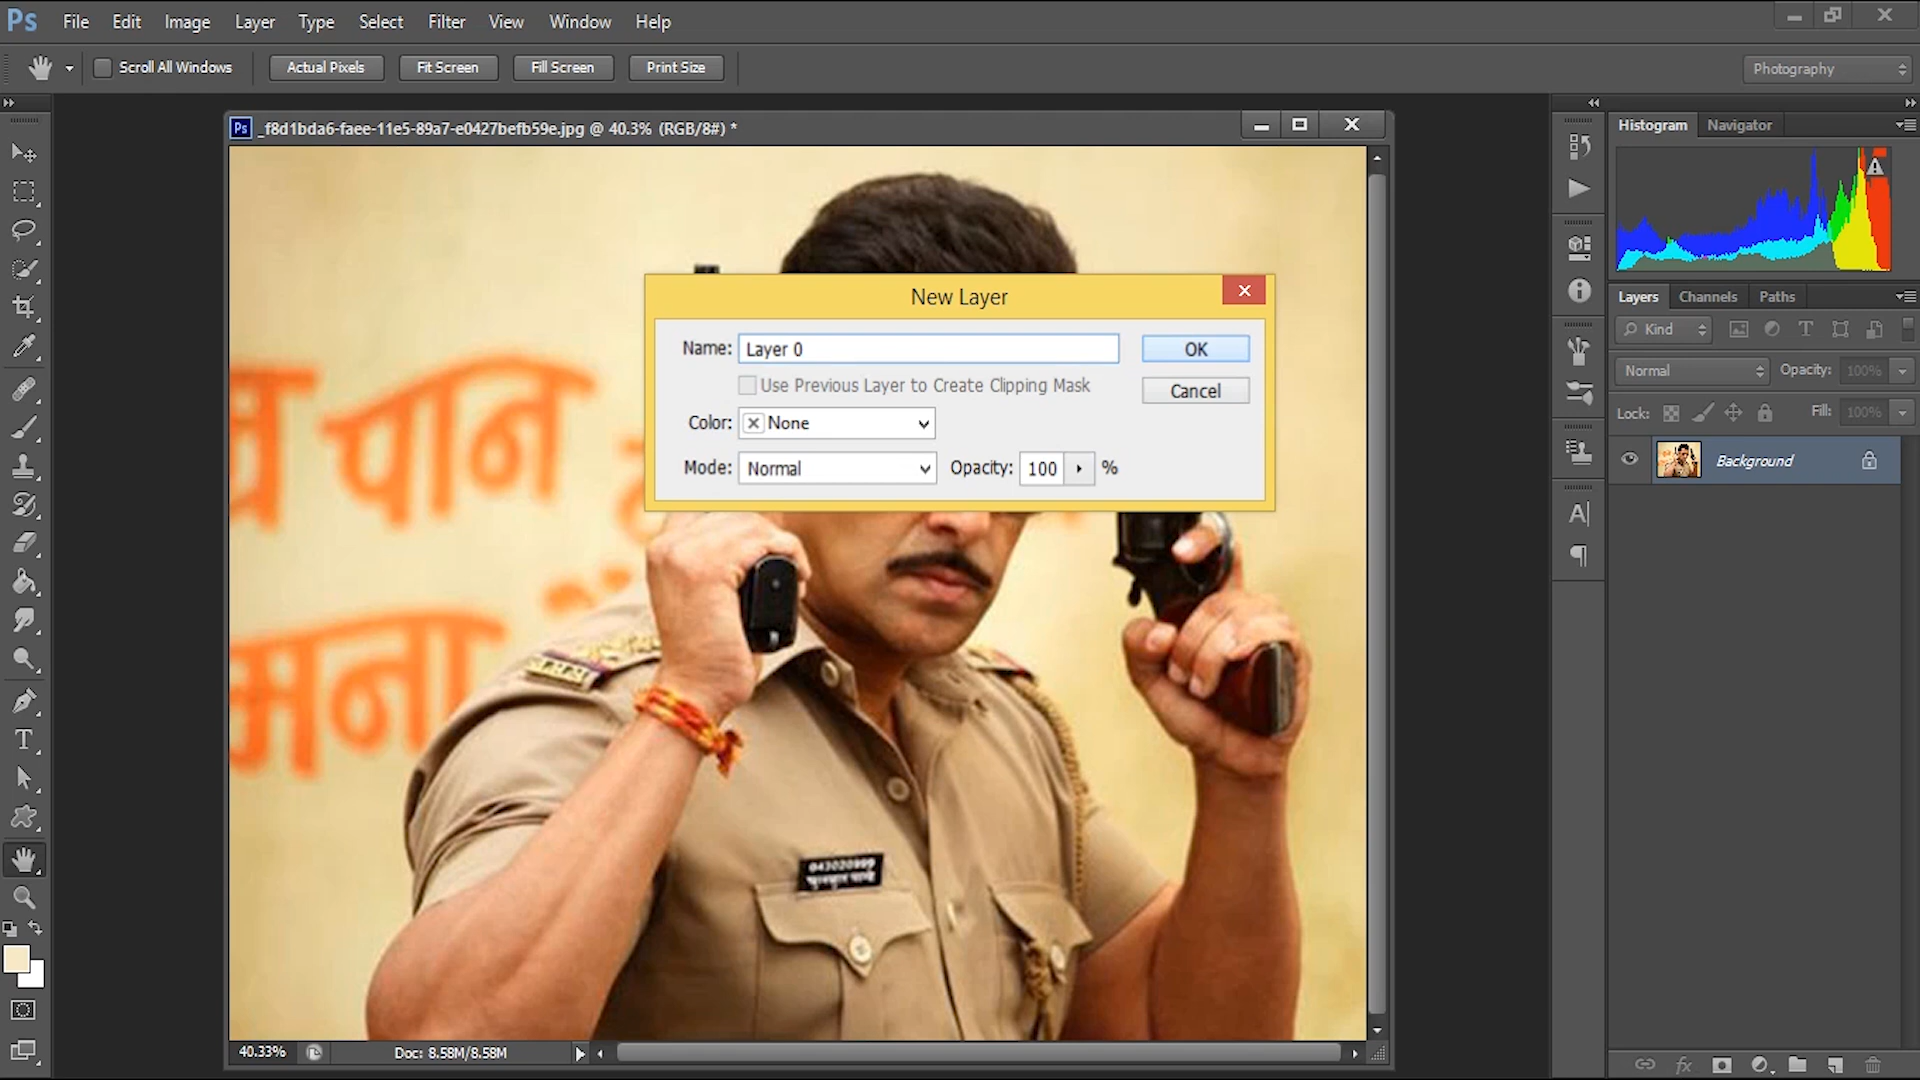 Ps File Edit Image Layer Type Select Filter View Window Help
Scroll All Windows Actual Pixels Fit Screen Fill Screen Print Size Photography
Ps _f8d1bda6-faee-11e5-89a7-e0427befb59e.jpg @ 40.3% (RGB/8#) *
Histogram Navigator
New Layer
Name: Layer 0 OK
Use Previous Layer to Create Clipping Mask Cancel
Color: None
Mode: Normal Opacity: 100 %
Layers Channels Paths
Kind T
Normal Opacity: 100%
Lock: Fill: 100%
Background
पान
मना
043020999
40.33% Doc: 8.58M/8.58M
fx